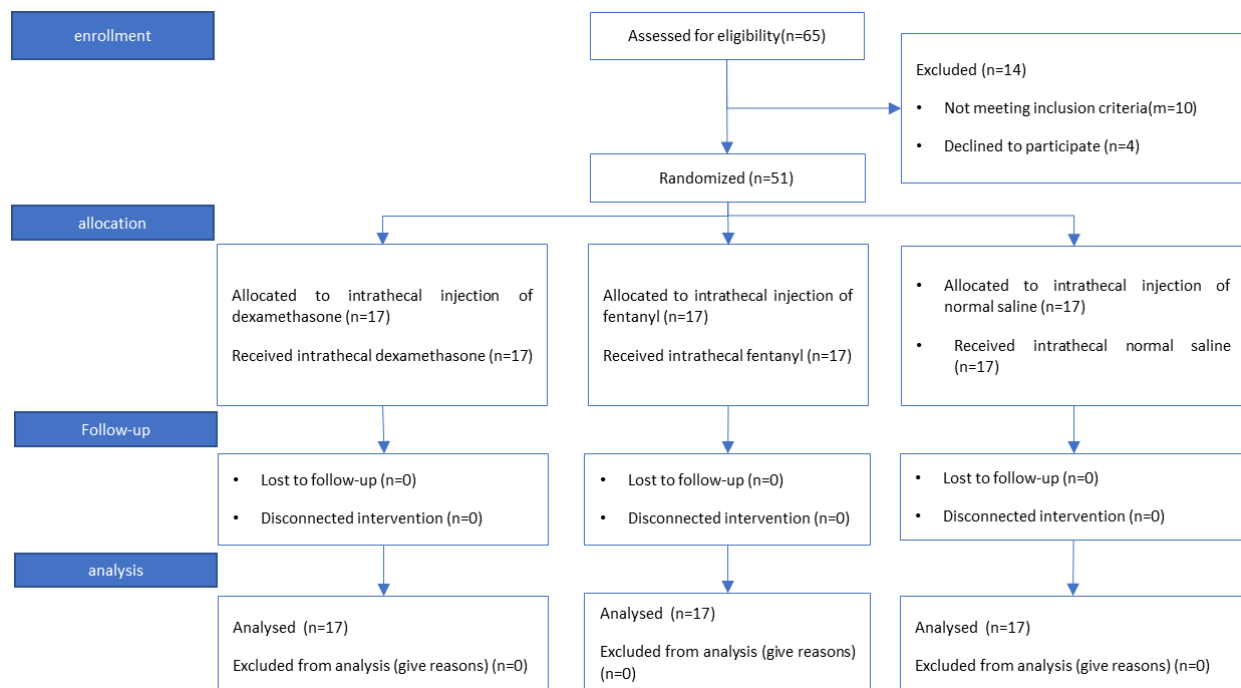 enrollment
Assessed for eligibility(n=65)
Excluded (n=14)
• Not meeting inclusion criteria(m=10)
• Declined to participate (n=4)
Randomized (n=51)
allocation
Allocated to intrathecal injection of
dexamethasone (n=17)
Received intrathecal dexamethasone (n=17)
Allocated to intrathecal injection of
fentanyl (n=17)
Received intrathecal fentanyl (n=17)
• Allocated to intrathecal injection of
normal saline (n=17)
• Received intrathecal normal saline
(n=17)
Follow-up
• Lost to follow-up (n=0)
• Disconnected intervention (n=0)
• Lost to follow-up (n=0)
• Disconnected intervention (n=0)
• Lost to follow-up (n=0)
• Disconnected intervention (n=0)
analysis
Analysed (n=17)
Excluded from analysis (give reasons) (n=0)
Analysed (n=17)
Excluded from analysis (give reasons)
(n=0)
Analysed (n=17)
Excluded from analysis (give reasons) (n=0)